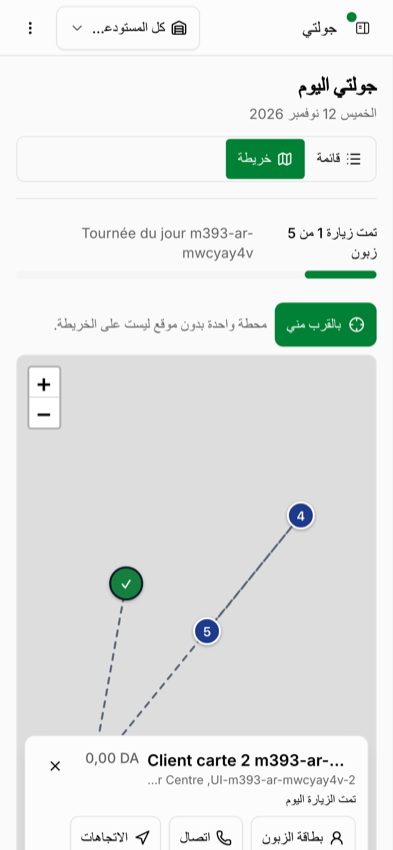 جولتي
كل المستودعـ...
جولتي اليوم
الخميس 12 نوفمبر 2026
قائمة
خريطة
تمت زيارة 1 من 5 زبون
Tournée du jour m393-ar-
mwcyay4v
بالقرب مني
محطة واحدة بدون موقع ليست على الخريطة.
+
−
4
5
Client carte 2 m393-ar-...
0,00 DA
...r Centre ,UI-m393-ar-mwcyay4v-2
تمت الزيارة اليوم
بطاقة الزبون
اتصال
الاتجاهات